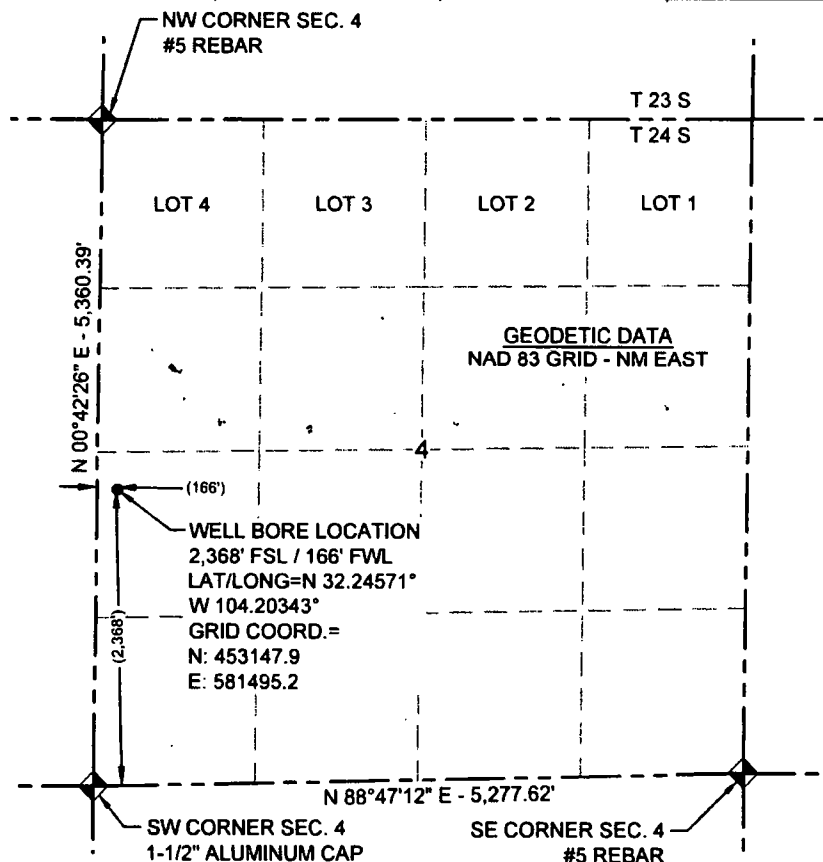 NW CORNER SEC. 4
#5 REBAR
T 23 S
T 24 S
LOT 4
LOT 3
LOT 2
LOT 1
N 00°42'26" E - 5,360.39'
GEODETIC DATA
NAD 83 GRID - NM EAST
4
(166')
WELL BORE LOCATION
2,368' FSL / 166' FWL
LAT/LONG=N 32.24571°
W 104.20343°
GRID COORD.=
N: 453147.9
E: 581495.2
(2,368')
N 88°47'12" E - 5,277.62'
SW CORNER SEC. 4
1-1/2" ALUMINUM CAP
SE CORNER SEC. 4
#5 REBAR